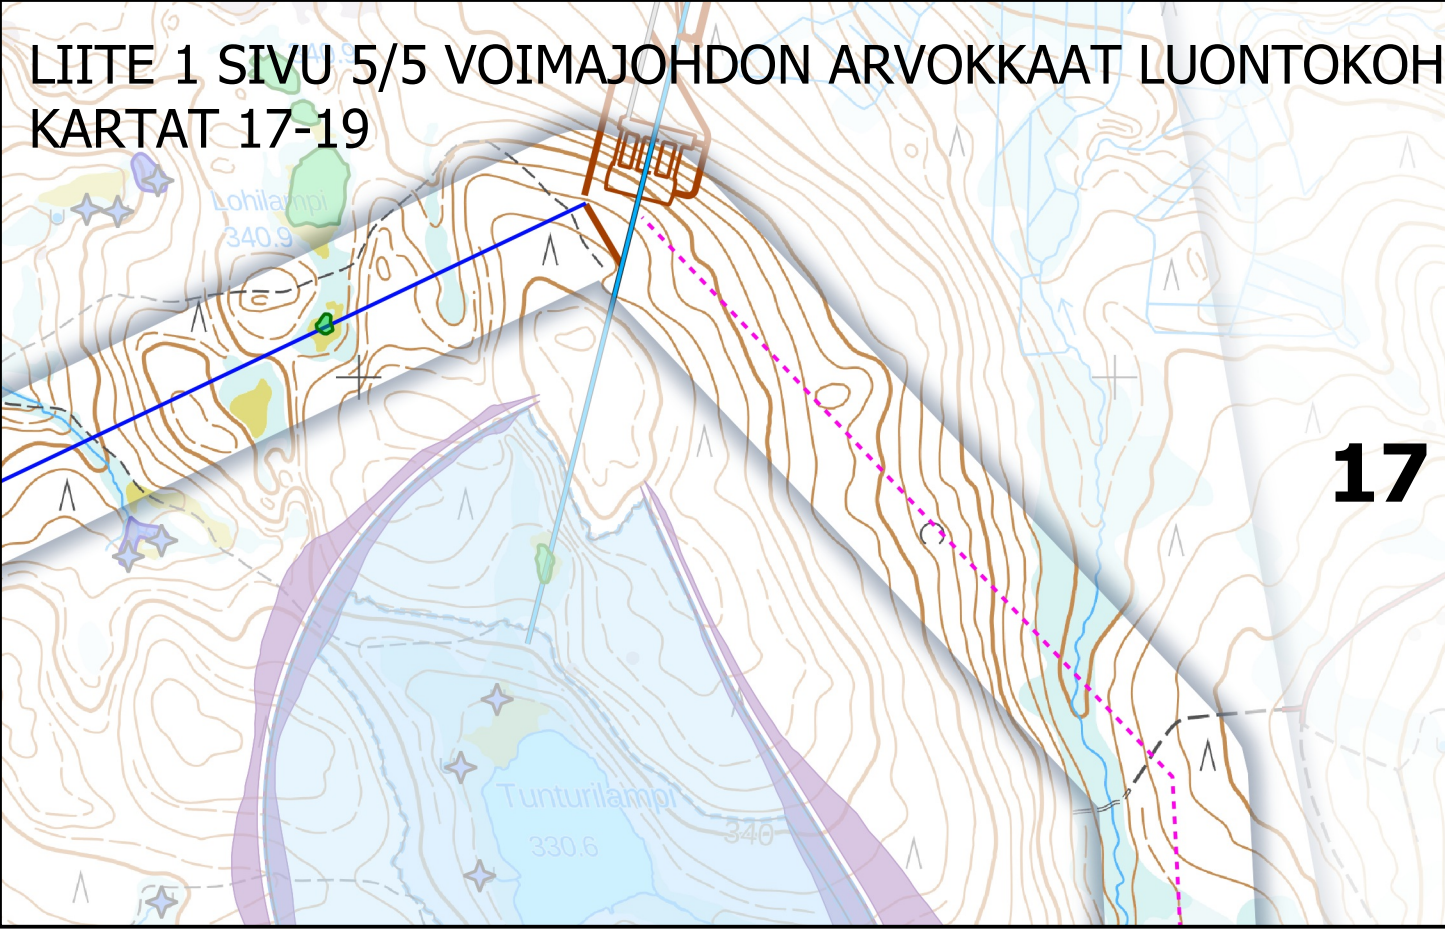 LIITE 1 SIVU 5/5 VOIMAJOHDON ARVOKKAAT LUONTOKOH
KARTAT 17-19
Lohilampi
340.9
17
Tunturilampi
340
330.6